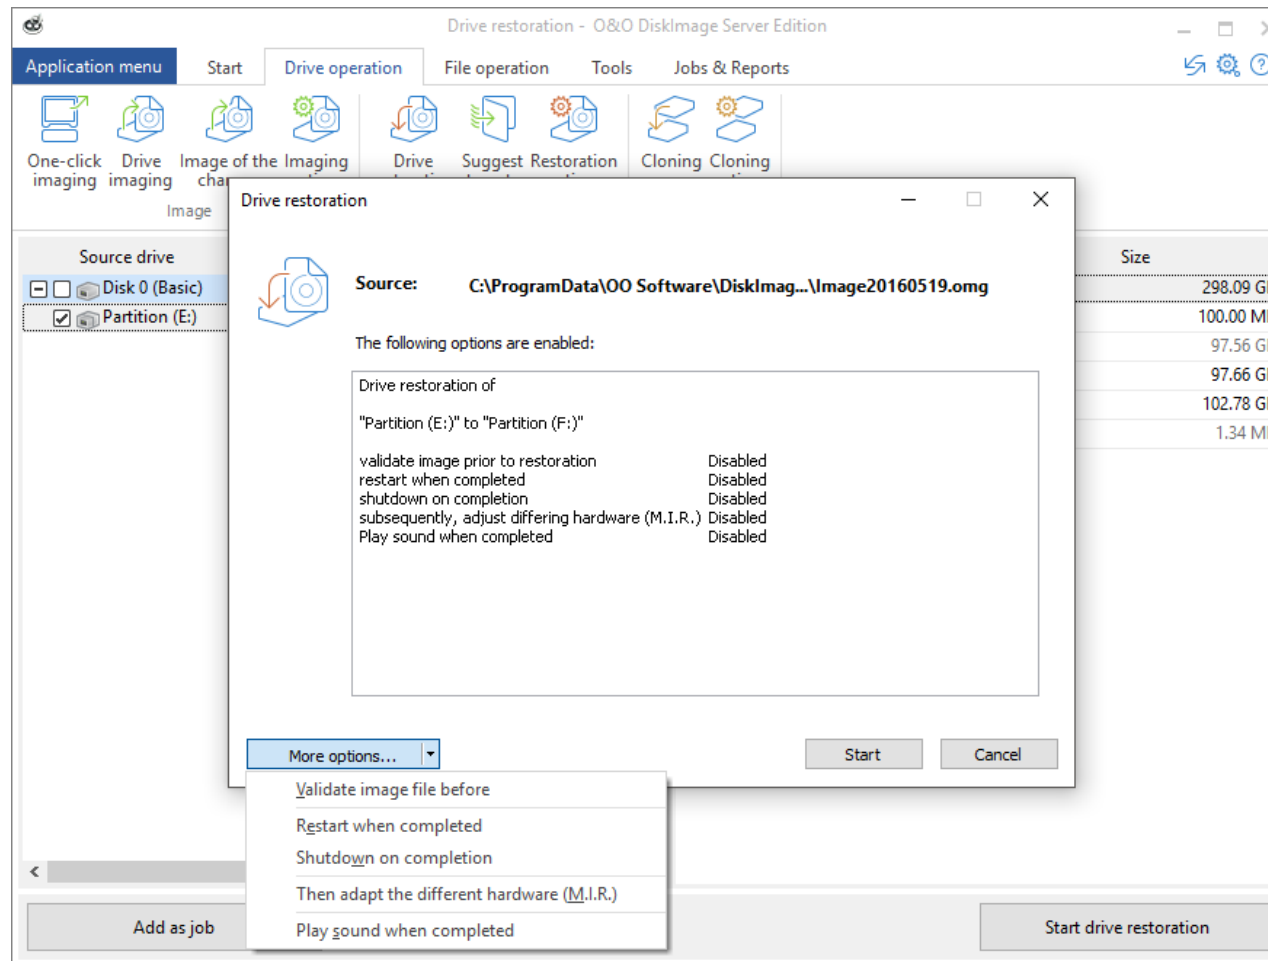 Drive restoration - O&O DiskImage Server Edition
Application menu Start Drive operation File operation Tools Jobs & Reports
One-click imaging
Drive imaging
Image of the
Imaging
Drive
Suggest
Restoration
Cloning
Cloning
Image
Drive restoration
Source drive
Size
Disk 0 (Basic)
298.09
Partition (E:)
100.00
97.56
97.66
102.78
1.34
Source: C:\ProgramData\OO Software\DiskImag...\Image20160519.omg
The following options are enabled:
Drive restoration of
"Partition (E:)" to "Partition (F:)"
validate image prior to restoration Disabled
restart when completed Disabled
shutdown on completion Disabled
subsequently, adjust differing hardware (M.I.R.) Disabled
Play sound when completed Disabled
More options... Start Cancel
Validate image file before
Restart when completed
Shutdown on completion
Then adapt the different hardware (M.I.R.)
Play sound when completed
Add as job
Start drive restoration